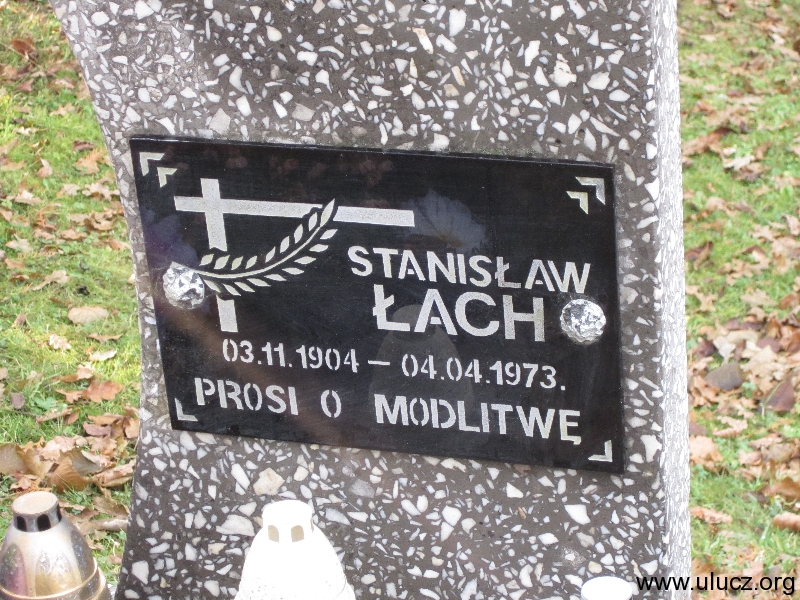 STANISŁAW
ŁACH
03.11.1904 – 04.04.1973.
PROSI O MODLITWĘ
www.ulucz.org